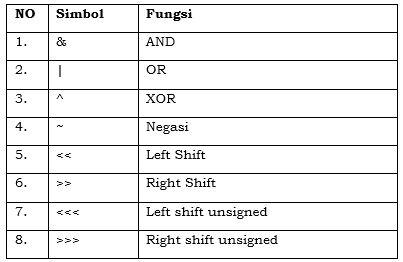 NO Simbol Fungsi
1. & AND
2. | OR
3. ^ XOR
4. ~ Negasi
5. << Left Shift
6. >> Right Shift
7. <<< Left shift unsigned
8. >>> Right shift unsigned